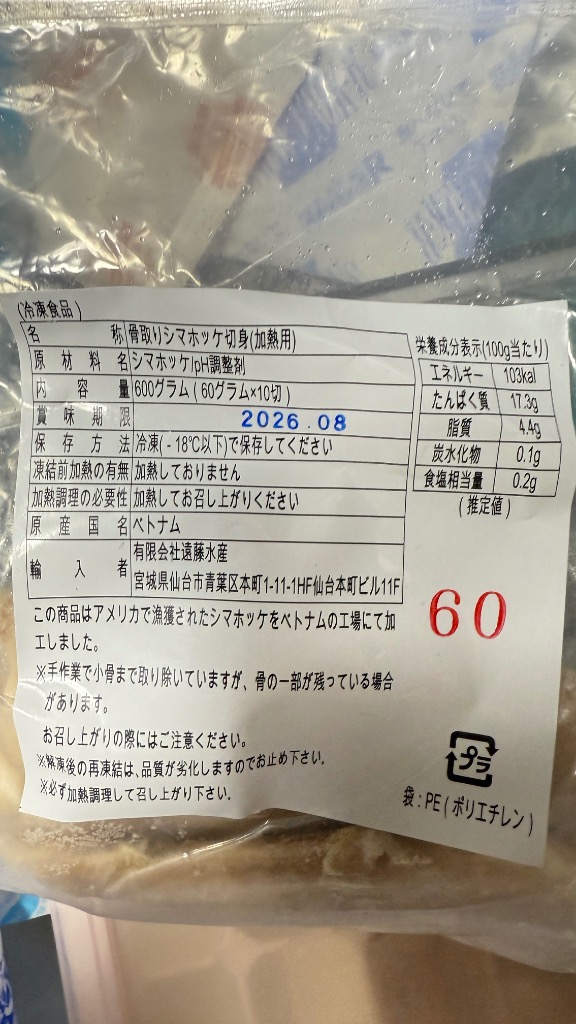 (冷凍食品)
名称 骨取りシマホッケ切身(加熱用)
原材料名 シマホッケ/pH調整剤
内容量 600グラム(60グラム×10切)
賞味期限 2026.08
保存方法 冷凍(-18℃以下)で保存してください
凍結前加熱の有無 加熱しておりません
加熱調理の必要性 加熱してお召し上がりください
原産国名 ベトナム
輸入者 有限会社遠藤水産
宮城県仙台市青葉区本町1-11-1HF仙台本町ビル11F
栄養成分表示(100g当たり)
エネルギー 103kal
たんぱく質 17.3g
脂質 4.4g
炭水化物 0.1g
食塩相当量 0.2g
(推定値)
60
この商品はアメリカで漁獲されたシマホッケをベトナムの工場にて加
工しました。
※手作業で小骨まで取り除いていますが、骨の一部が残っている場合
があります。
お召し上がりの際にはご注意ください。
※解凍後の再凍結は、品質が劣化しますのでお止め下さい。
※必ず加熱調理して召し上がり下さい。
プラ
袋:PE(ポリエチレン)